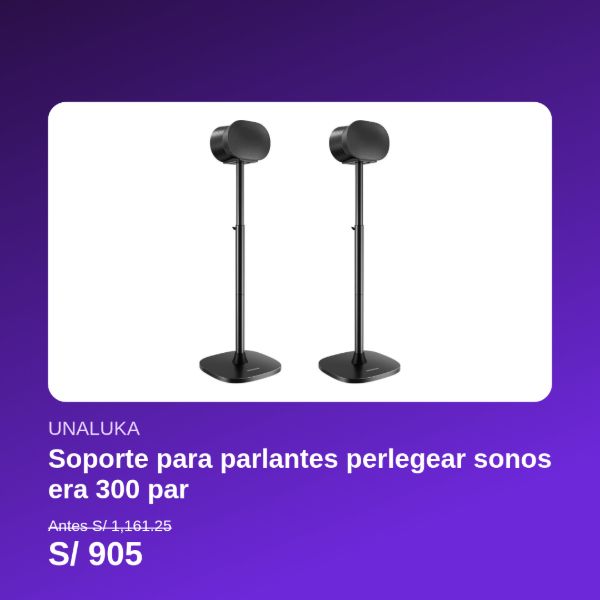 UNALUKA
Soporte para parlantes perlegear sonos
era 300 par
Antes S/ 1,161.25
S/ 905